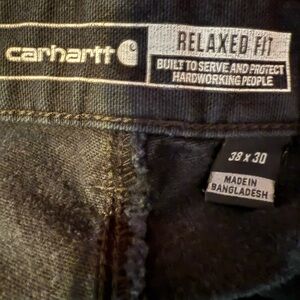 carhartt
RELAXED FIT
BUILT TO SERVE AND PROTECT
HARDWORKING PEOPLE
38 x 30
MADE IN
BANGLADESH